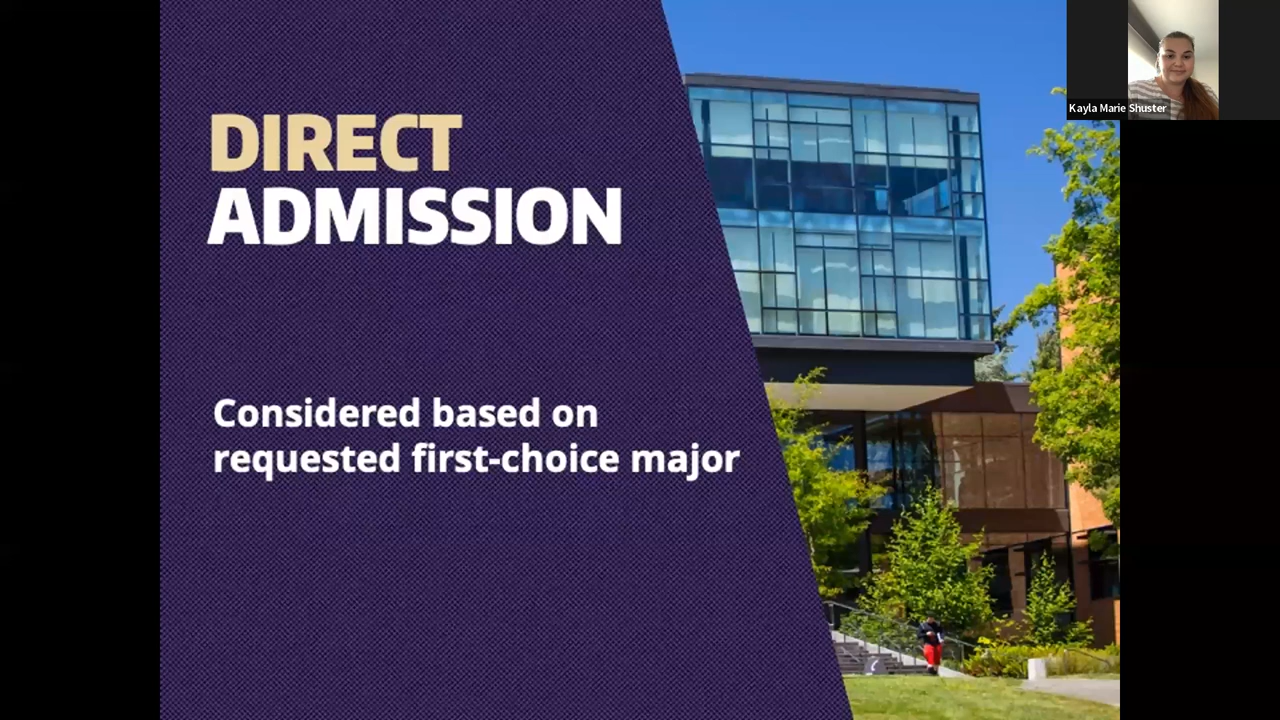 DIRECT
ADMISSION
Considered based on
requested first-choice major
Kayla Marie Shuster